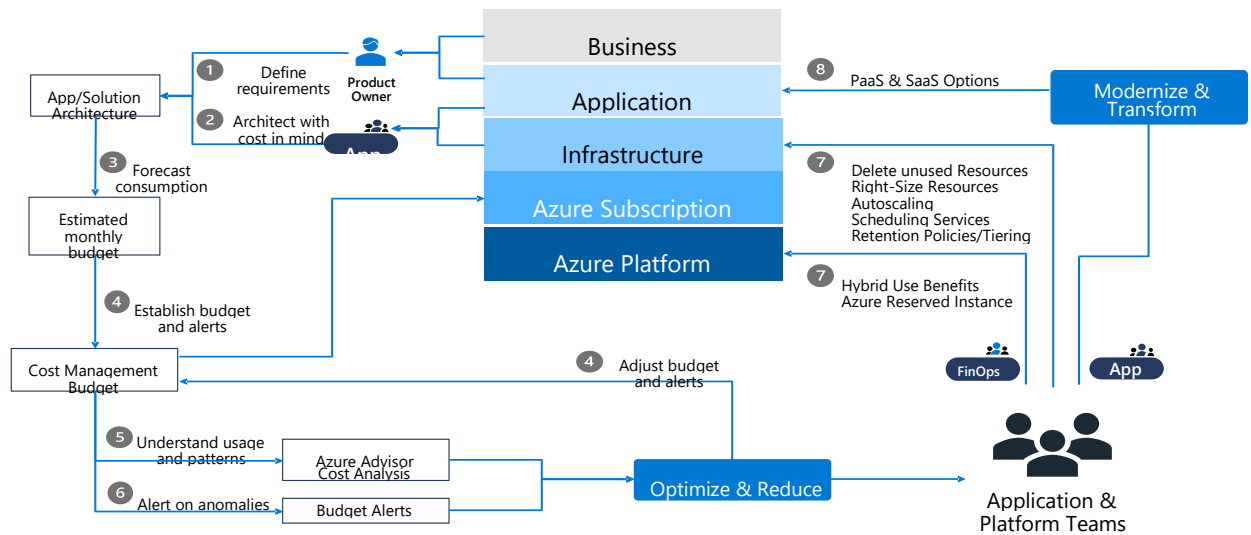 Business
Application
Infrastructure
Azure Subscription
Azure Platform
1
Define
requirements
Product
Owner
App/Solution
Architecture
2
Architect with
cost in mind
App
3
Forecast
consumption
Estimated
monthly
budget
4
Establish budget
and alerts
Cost Management
Budget
5
Understand usage
and patterns
Azure Advisor
Cost Analysis
6
Alert on anomalies
Budget Alerts
4
Adjust budget
and alerts
Optimize & Reduce
8
PaaS & SaaS Options
Modernize &
Transform
7
Delete unused Resources
Right-Size Resources
Autoscaling
Scheduling Services
Retention Policies/Tiering
7
Hybrid Use Benefits
Azure Reserved Instance
FinOps
App
Application &
Platform Teams